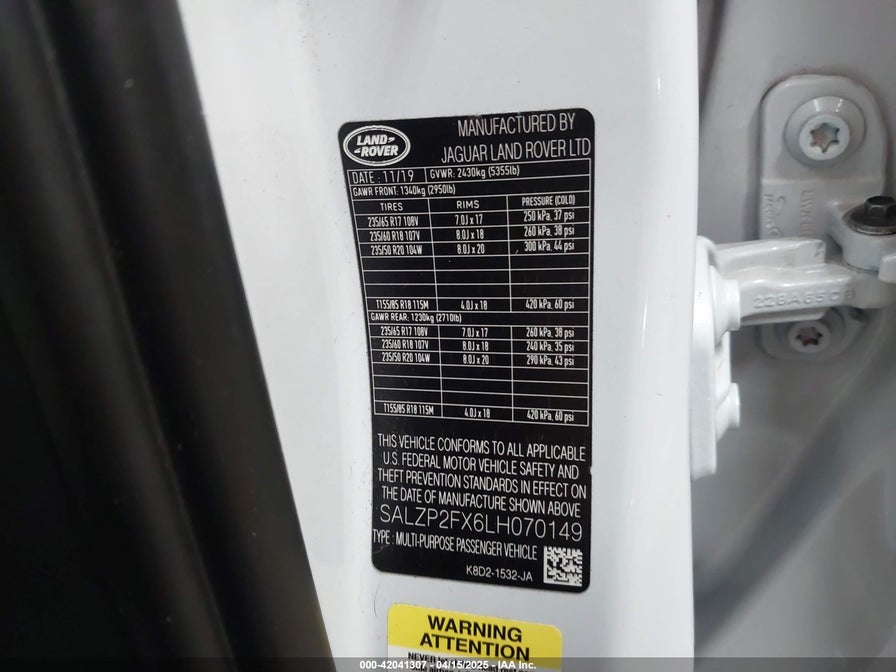 LAND
ROVER
MANUFACTURED BY
JAGUAR LAND ROVER LTD
DATE : 11/19 GVWR: 2430kg (5355lb)
GAWR FRONT: 1340kg (2950lb)
TIRES RIMS PRESSURE (COLD)
235/65 R17 108V 7.0J x 17 250 kPa, 37 psi
235/60 R18 107V 8.0J x 18 260 kPa, 38 psi
235/50 R20 104W 8.0J x 20 300 kPa, 44 psi
T155/85 R18 115M 4.0J x 18 420 kPa, 60 psi
GAWR REAR: 1230kg (2710lb)
235/65 R17 108V 7.0J x 17 260 kPa, 38 psi
235/60 R18 107V 8.0J x 18 240 kPa, 35 psi
235/50 R20 104W 8.0J x 20 290 kPa, 43 psi
T155/85 R18 115M 4.0J x 18 420 kPa, 60 psi
THIS VEHICLE CONFORMS TO ALL APPLICABLE
U.S. FEDERAL MOTOR VEHICLE SAFETY AND
THEFT PREVENTION STANDARDS IN EFFECT ON
THE DATE OF MANUFACTURE SHOWN ABOVE
SALZP2FX6LH070149
TYPE : MULTI-PURPOSE PASSENGER VEHICLE
K8D2-1532-JA
WARNING
ATTENTION
NEVER
000-42041307 - 04/15/2025 - IAA Inc.